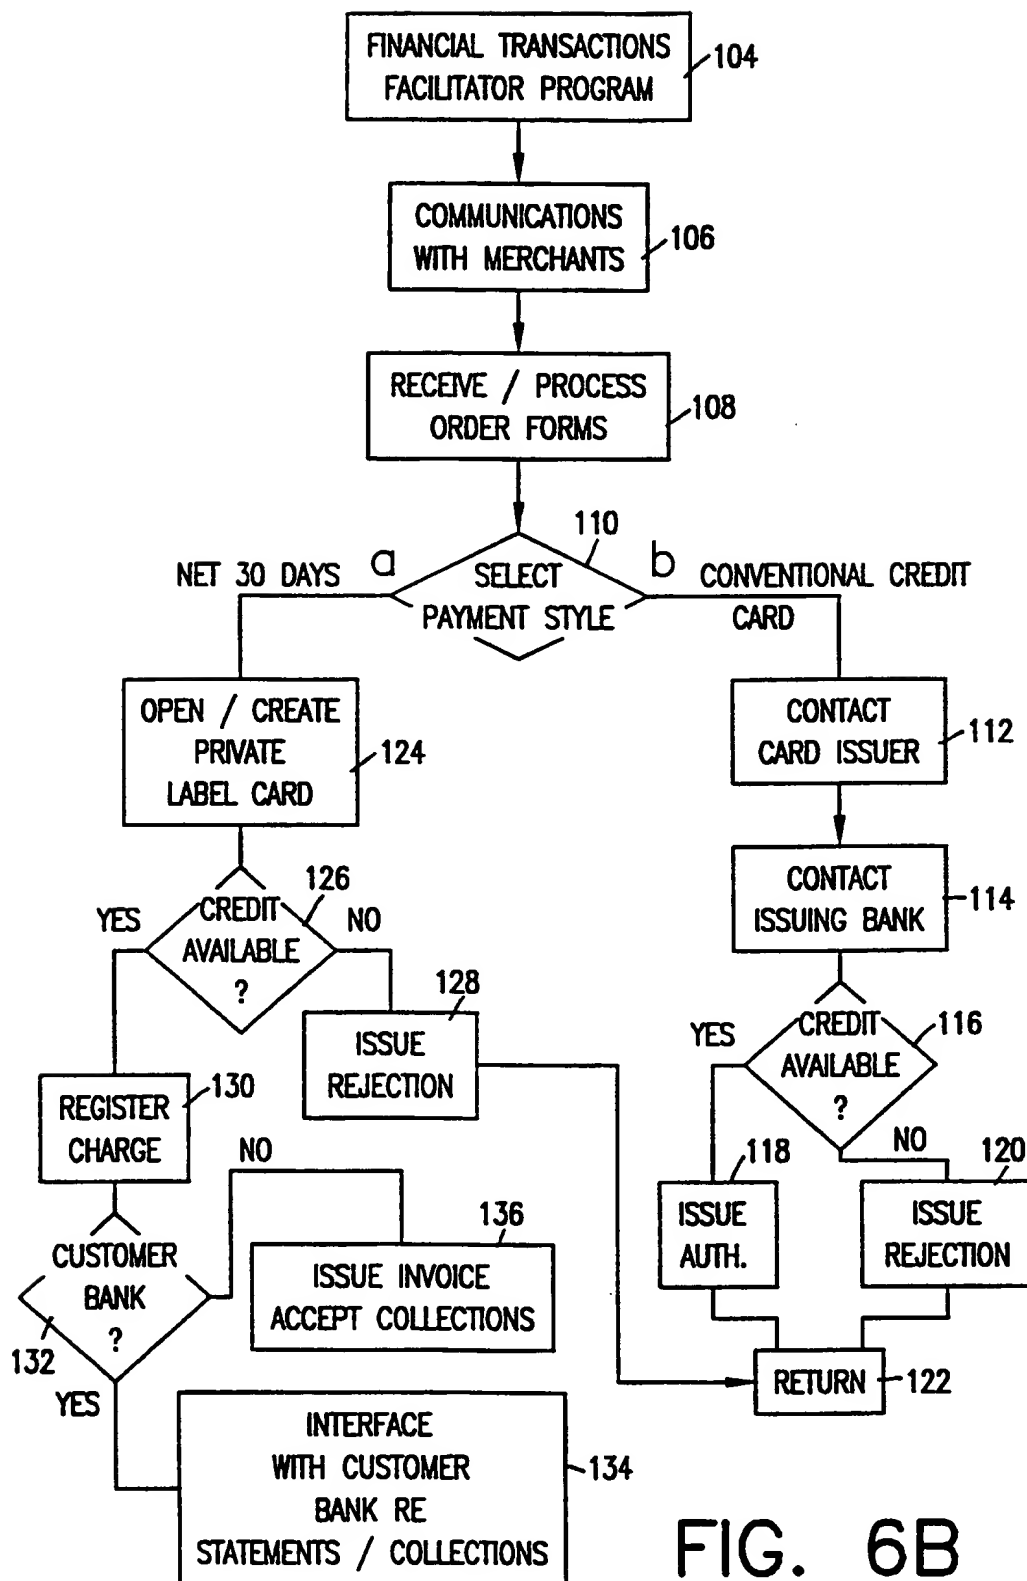 FINANCIAL TRANSACTIONS
FACILITATOR PROGRAM
104
COMMUNICATIONS
WITH MERCHANTS
106
RECEIVE / PROCESS
ORDER FORMS
108
110
a
b
NET 30 DAYS
SELECT
PAYMENT STYLE
CONVENTIONAL CREDIT
CARD
OPEN / CREATE
PRIVATE
LABEL CARD
124
CONTACT
CARD ISSUER
112
CONTACT
ISSUING BANK
114
126
YES
CREDIT
AVAILABLE
?
NO
128
ISSUE
REJECTION
YES
CREDIT
AVAILABLE
?
116
NO
130
REGISTER
CHARGE
NO
118
ISSUE
AUTH.
120
ISSUE
REJECTION
136
ISSUE INVOICE
ACCEPT COLLECTIONS
CUSTOMER
BANK
?
132
YES
RETURN
122
INTERFACE
WITH CUSTOMER
BANK RE
STATEMENTS / COLLECTIONS
134
FIG. 6B